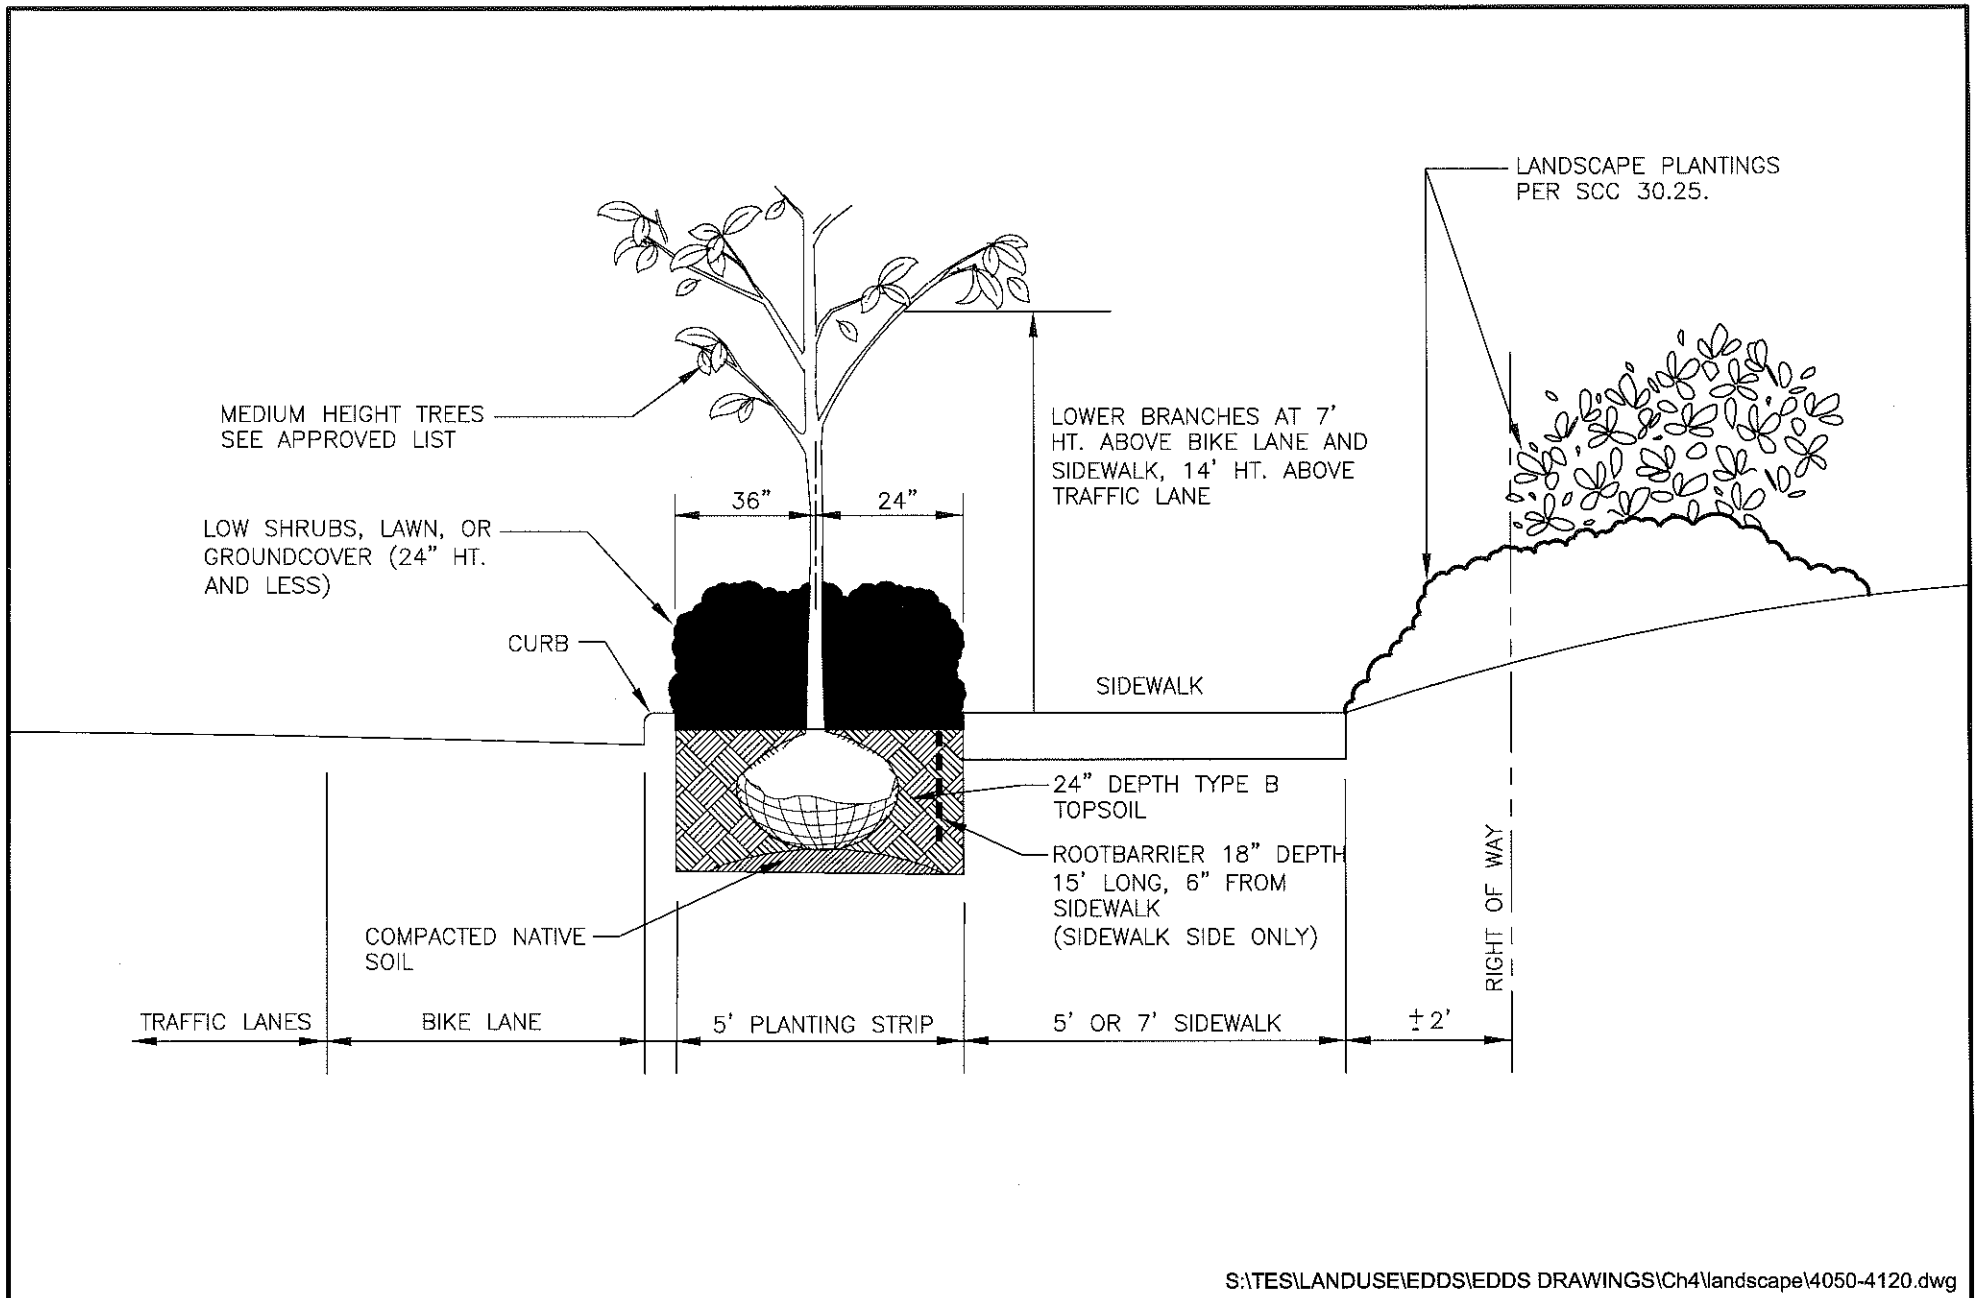 LANDSCAPE PLANTINGS
PER SCC 30.25.
MEDIUM HEIGHT TREES
SEE APPROVED LIST
LOWER BRANCHES AT 7'
HT. ABOVE BIKE LANE AND
SIDEWALK, 14' HT. ABOVE
TRAFFIC LANE
36" 24"
LOW SHRUBS, LAWN, OR
GROUNDCOVER (24" HT.
AND LESS)
CURB
SIDEWALK
24" DEPTH TYPE B
TOPSOIL
ROOTBARRIER 18" DEPTH
15' LONG, 6" FROM
SIDEWALK
(SIDEWALK SIDE ONLY)
COMPACTED NATIVE
SOIL
RIGHT OF WAY
TRAFFIC LANES BIKE LANE 5' PLANTING STRIP 5' OR 7' SIDEWALK ±2'
S:\TES\LANDUSE\EDDS\EDDS DRAWINGS\Ch4\landscape\4050-4120.dwg